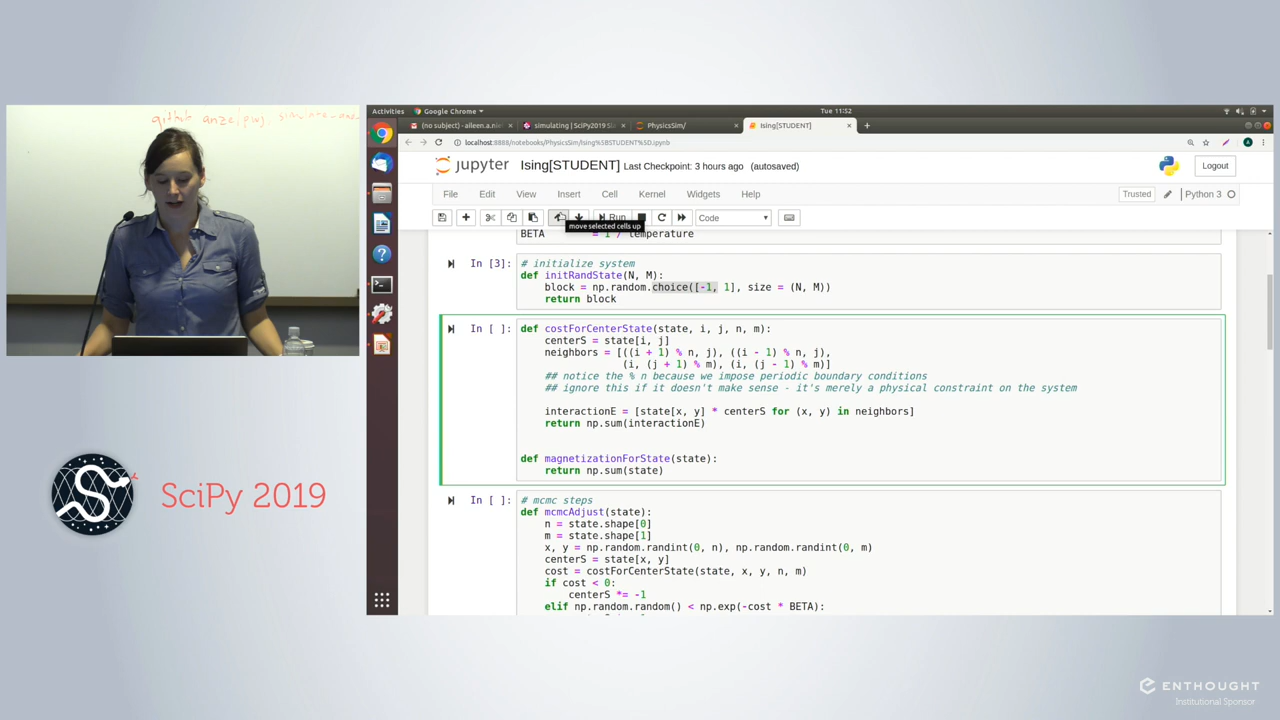 github
Activities
Google Chrome
Tue 11:52
(no subject) - aileen.a.nie
simulating | SciPy2019 Si
PhysicsSim/
Ising[STUDENT]
localhost:8888/notebooks/PhysicsSim/Ising%5BSTUDENT%5D.ipynb
jupyter Ising[STUDENT] Last Checkpoint: 3 hours ago (autosaved)
Logout
File Edit View Insert Cell Kernel Widgets Help
Trusted
Python 3
Run
Code
move selected cells up
BETA = 1 / temperature
In [3]: # initialize system
def initRandState(N, M):
block = np.random.choice([-1, 1], size = (N, M))
return block
In [ ]: def costForCenterState(state, i, j, n, m):
centerS = state[i, j]
neighbors = [((i + 1) % n, j), ((i - 1) % n, j),
(i, (j + 1) % m), (i, (j - 1) % m)]
## notice the % n because we impose periodic boundary conditions
## ignore this if it doesn't make sense - it's merely a physical constraint on the system
interactionE = [state[x, y] * centerS for (x, y) in neighbors]
return np.sum(interactionE)
def magnetizationForState(state):
return np.sum(state)
In [ ]: # mcmc steps
def mcmcAdjust(state):
n = state.shape[0]
m = state.shape[1]
x, y = np.random.randint(0, n), np.random.randint(0, m)
centerS = state[x, y]
cost = costForCenterState(state, x, y, n, m)
if cost < 0:
centerS *= -1
elif np.random.random() < np.exp(-cost * BETA):
SciPy 2019
ENTHOUGHT
Institutional Sponsor